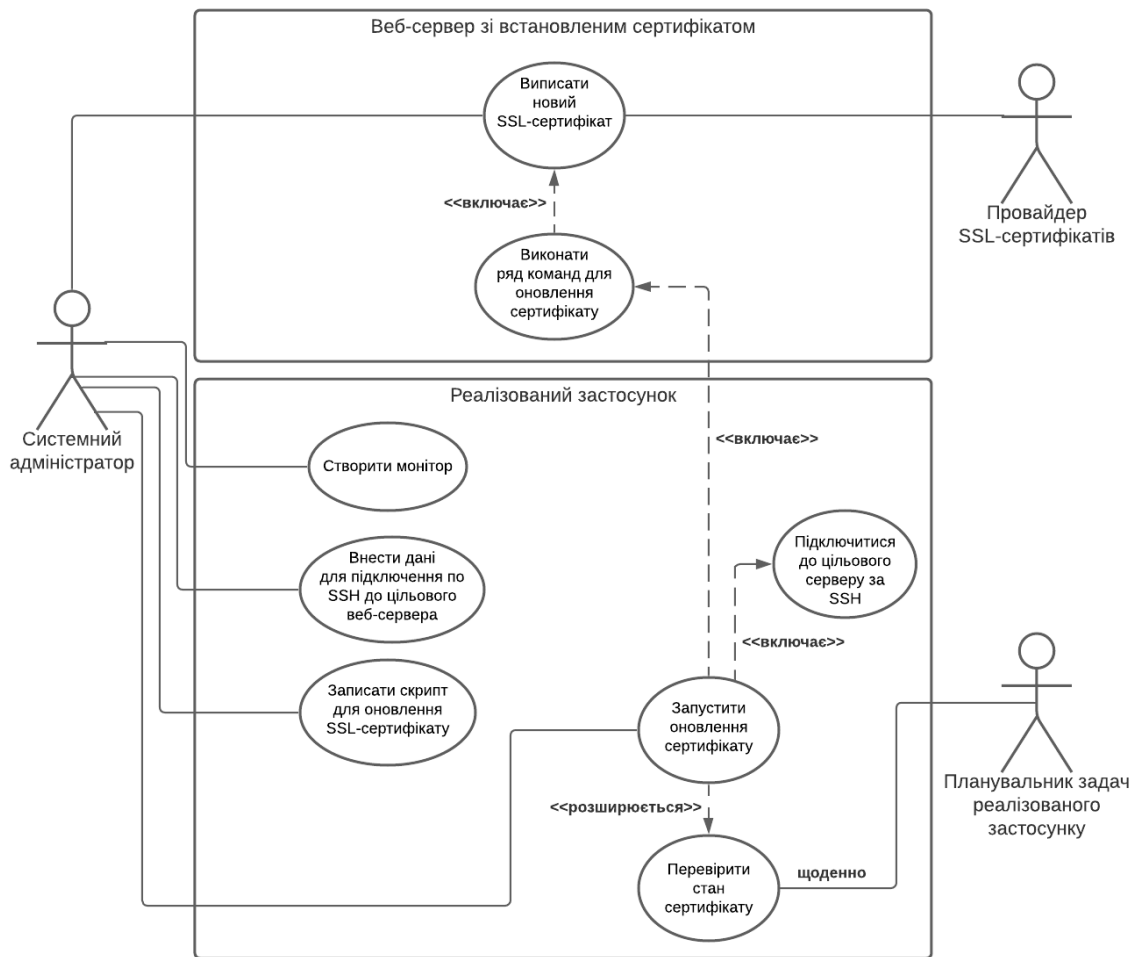 Веб-сервер зі встановленим сертифікатом
Виписати
новий
SSL-сертифікат
Провайдер
SSL-сертифікатів
<<включає>>
Виконати
ряд команд для
оновлення
сертифікату
Системний
адміністратор
Реалізований застосунок
<<включає>>
Створити монітор
Підключитися
до цільового
серверу за
SSH
Внести дані
для підключення по
SSH до цільового
веб-сервера
<<включає>>
Записати скрипт
для оновлення
SSL-сертифікату
Запустити
оновлення
сертифікату
Планувальник задач
реалізованого
застосунку
<<розширюється>>
Перевірити
стан
сертифікату
щоденно